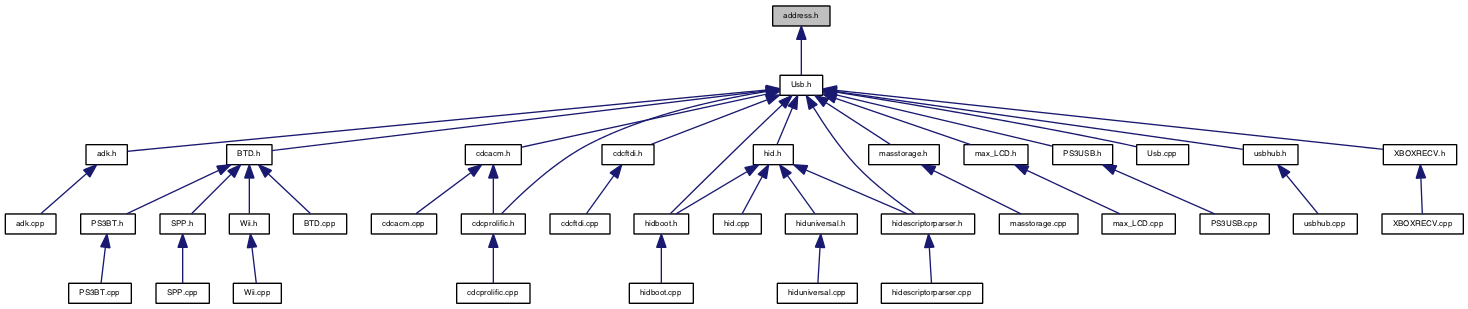 address.h
Usb.h
adk.h
BTD.h
cdcacm.h
cdcftdi.h
hid.h
masstorage.h
max_LCD.h
PS3USB.h
Usb.cpp
usbhub.h
XBOXRECV.h
adk.cpp
PS3BT.h
SPP.h
Wii.h
BTD.cpp
cdcacm.cpp
cdcprolific.h
cdcftdi.cpp
hidboot.h
hid.cpp
hiduniversal.h
hidescriptorparser.h
masstorage.cpp
max_LCD.cpp
PS3USB.cpp
usbhub.cpp
XBOXRECV.cpp
PS3BT.cpp
SPP.cpp
Wii.cpp
cdcprolific.cpp
hidboot.cpp
hiduniversal.cpp
hidescriptorparser.cpp